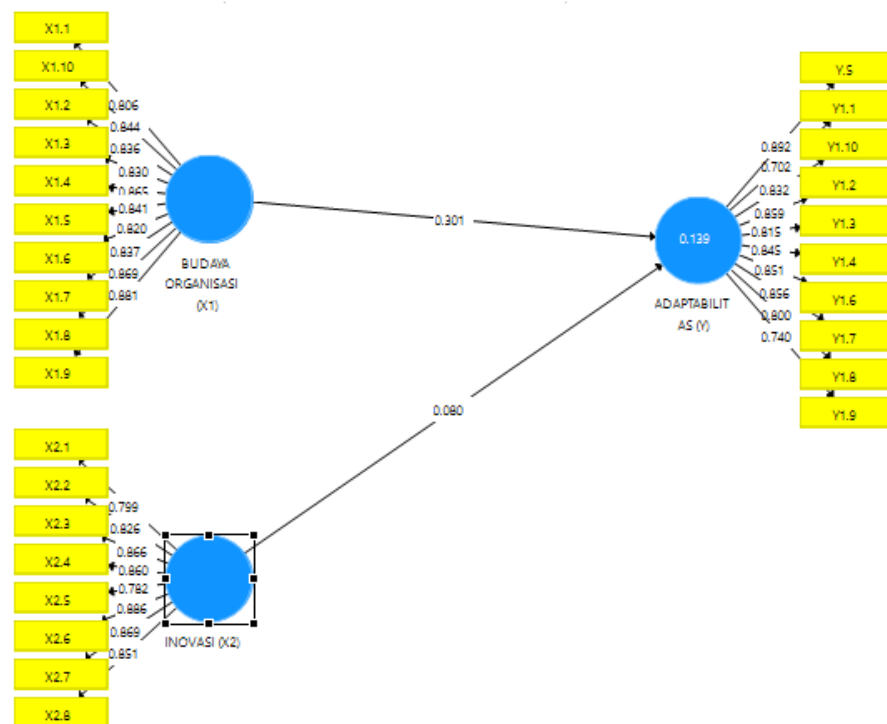 X1.1
X1.10
X1.2
X1.3
X1.4
X1.5
X1.6
X1.7
X1.8
X1.9
0.806
0.844
0.836
0.830
0.865
0.841
0.820
0.837
0.869
0.881
BUDAYA
ORGANISASI
(X1)
0.301
0.139
ADAPTABILIT
AS (Y)
0.892
0.702
0.832
0.859
0.815
0.845
0.851
0.856
0.800
0.740
Y.5
Y1.1
Y1.10
Y1.2
Y1.3
Y1.4
Y1.6
Y1.7
Y1.8
Y1.9
0.080
X2.1
X2.2
X2.3
X2.4
X2.5
X2.6
X2.7
X2.8
0.799
0.826
0.866
0.860
0.782
0.886
0.869
0.851
INOVASI (X2)